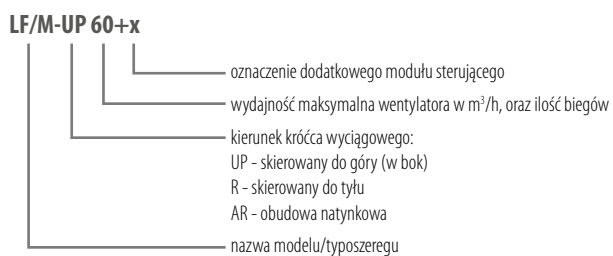 LF/M-UP 60+x
oznaczenie dodatkowego modułu sterującego
wydajność maksymalna wentylatora w m³/h, oraz ilość biegów
kierunek króćca wyciągowego:
UP - skierowany do góry (w bok)
R - skierowany do tyłu
AR - obudowa natynkowa
nazwa modelu/typoszeregu